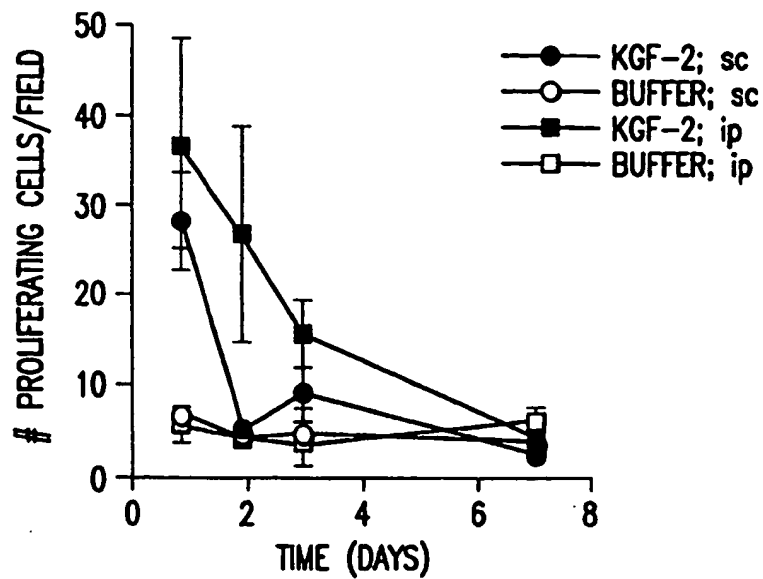 50
40
30
20
10
0
# PROLIFERATING CELLS/FIELD
0 2 4 6 8
TIME (DAYS)
KGF-2; sc
BUFFER; sc
KGF-2; ip
BUFFER; ip